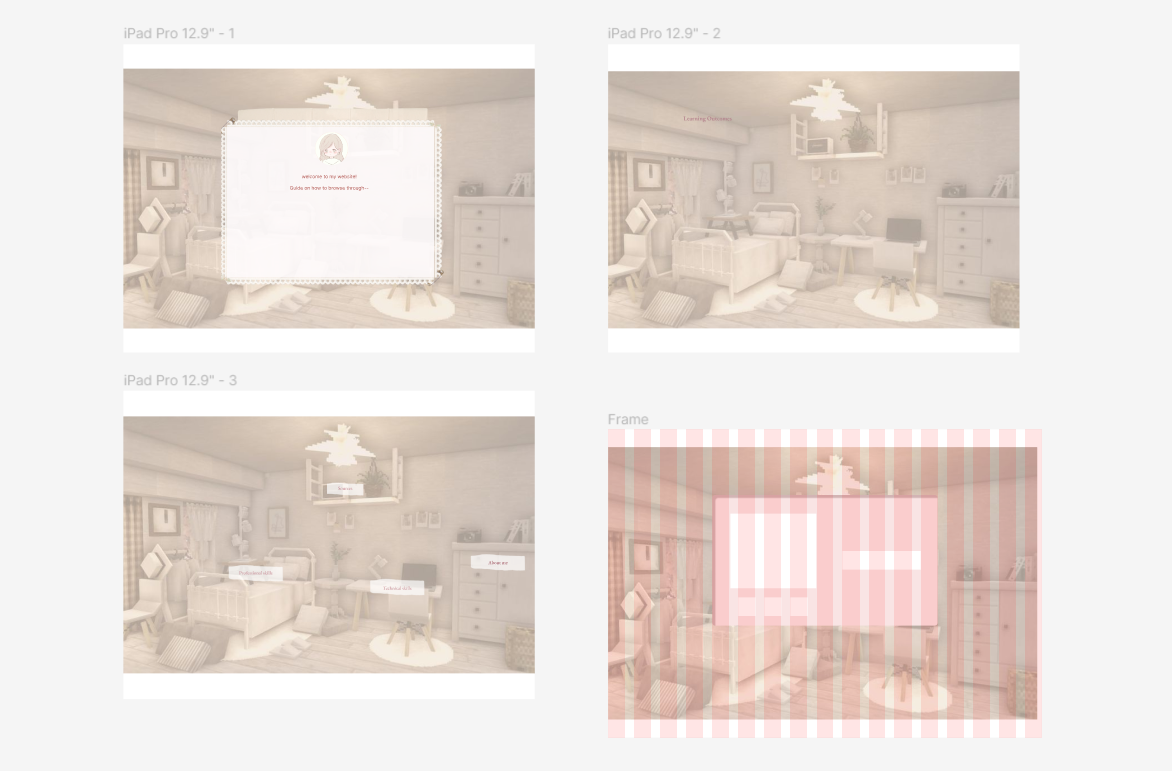 iPad Pro 12.9" - 1
welcome to my website!
Guide on how to browse through--
iPad Pro 12.9" - 2
Learning Outcomes
iPad Pro 12.9" - 3
Professional skills
Technical skills
About me
Frame